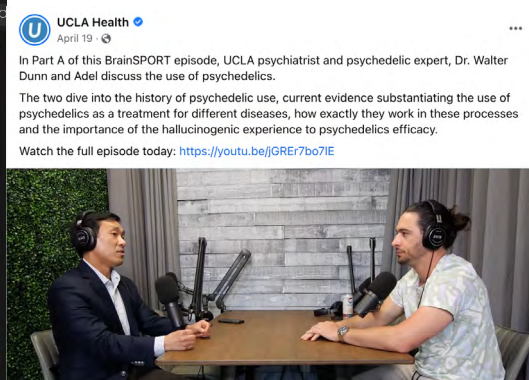 UCLA Health
April 19
In Part A of this BrainSPORT episode, UCLA psychiatrist and psychedelic expert, Dr. Walter
Dunn and Adel discuss the use of psychedelics.
The two dive into the history of psychedelic use, current evidence substantiating the use of
psychedelics as a treatment for different diseases, how exactly they work in these processes
and the importance of the hallucinogenic experience to psychedelics efficacy.
Watch the full episode today: https://youtu.be/jGREr7bo7lE